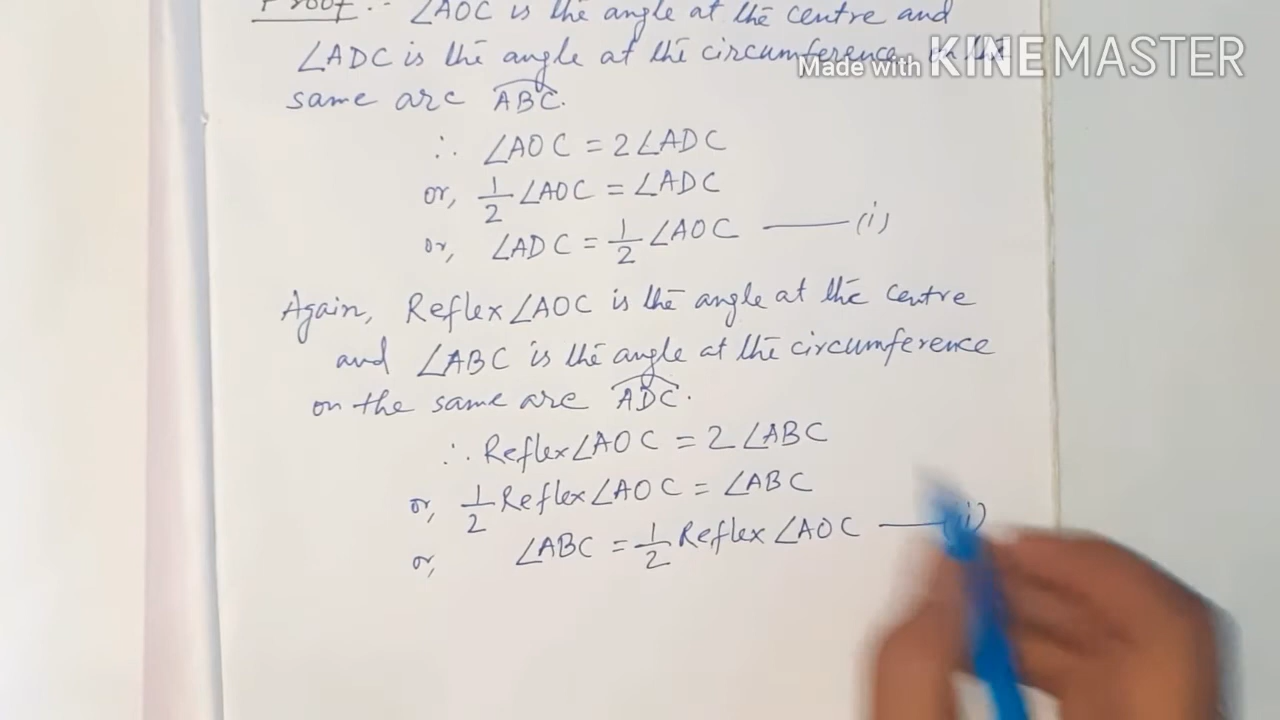 Proof :- ∠AOC is the angle at the centre and
∠ADC is the angle at the circumference on the
Made with KINEMASTER
same arc ABC.
∴ ∠AOC = 2∠ADC
or, 1/2 ∠AOC = ∠ADC
or, ∠ADC = 1/2 ∠AOC —— (i)
Again, Reflex ∠AOC is the angle at the centre
and ∠ABC is the angle at the circumference
on the same arc ADC.
∴ Reflex ∠AOC = 2 ∠ABC
or, 1/2 Reflex ∠AOC = ∠ABC
or, ∠ABC = 1/2 Reflex ∠AOC ——